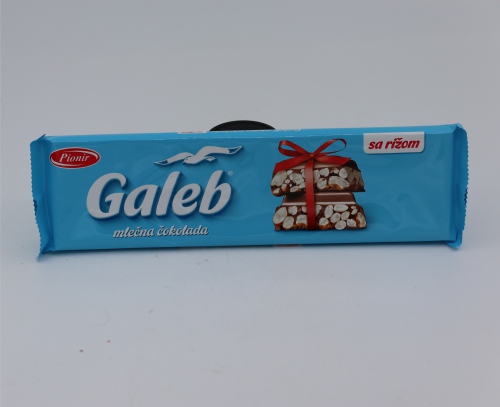 Pionir
sa rižom
Galeb
mlečna čokolada